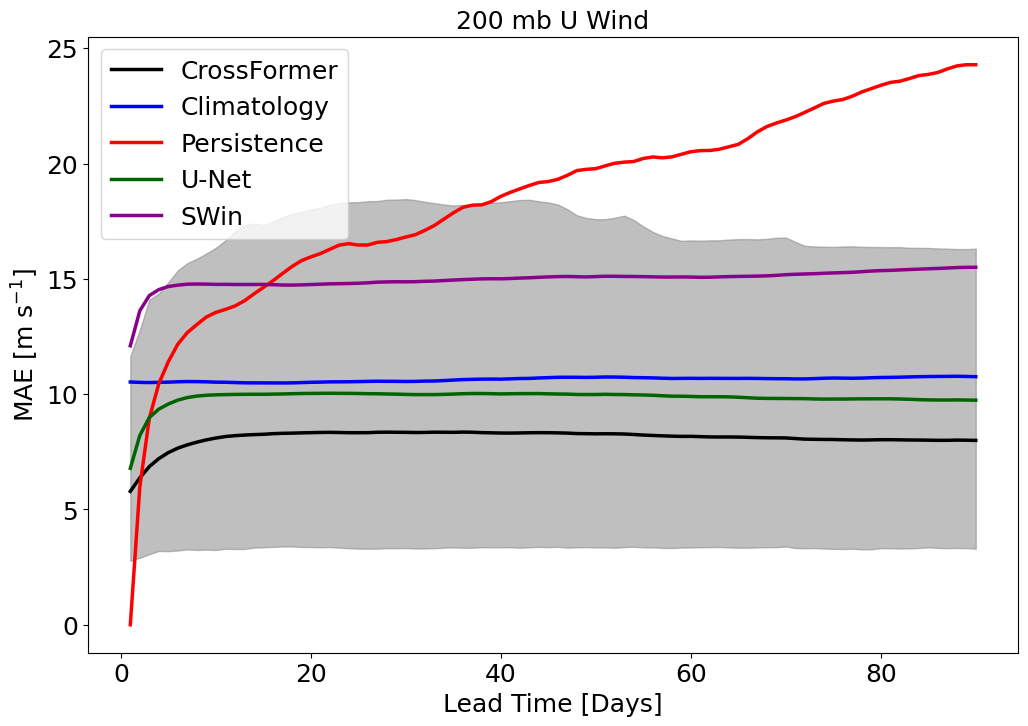 200 mb U Wind
CrossFormer
Climatology
Persistence
U-Net
SWin
MAE [m s⁻¹]
25
20
15
10
5
0
0 20 40 60 80
Lead Time [Days]